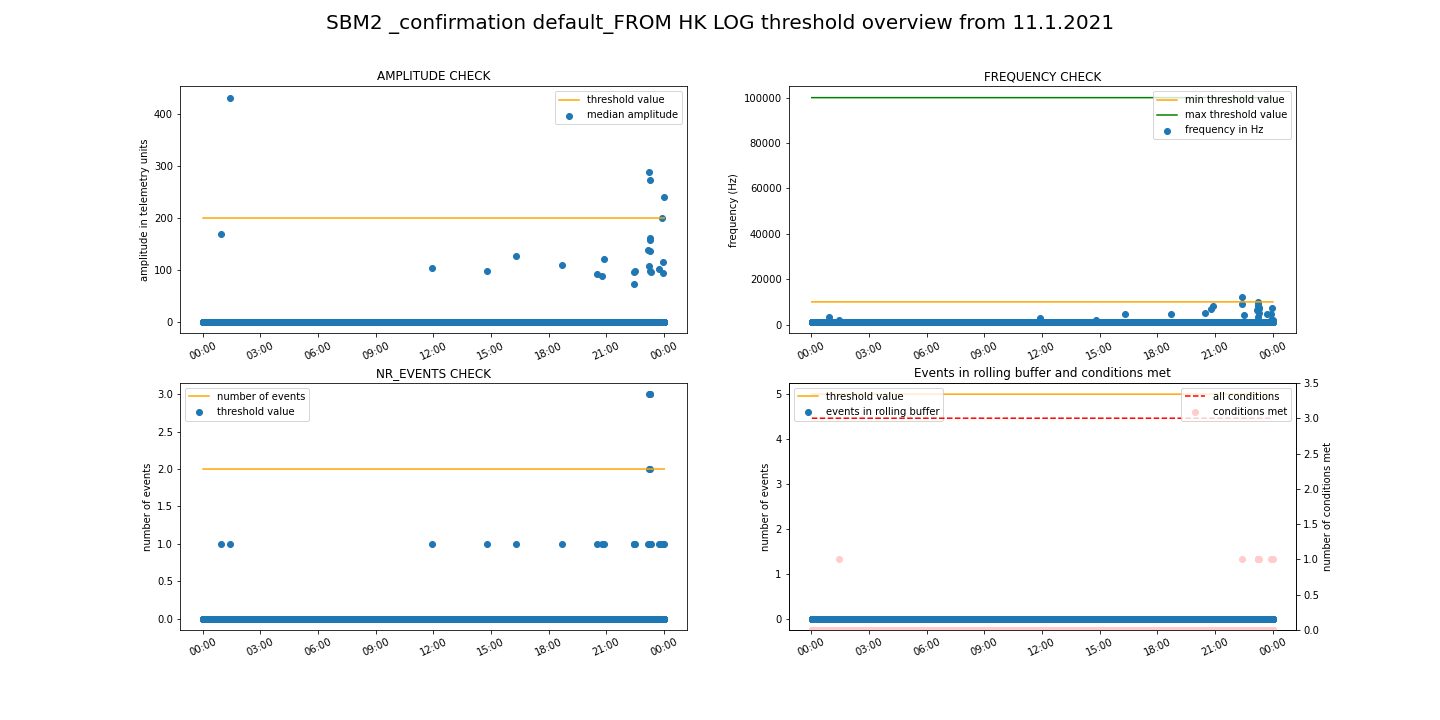 SBM2 _confirmation default_FROM HK LOG threshold overview from 11.1.2021
AMPLITUDE CHECK
amplitude in telemetry units
400
300
200
100
0
threshold value
median amplitude
00:00 03:00 06:00 09:00 12:00 15:00 18:00 21:00 00:00
FREQUENCY CHECK
frequency (Hz)
100000
80000
60000
40000
20000
0
min threshold value
max threshold value
frequency in Hz
00:00 03:00 06:00 09:00 12:00 15:00 18:00 21:00 00:00
NR_EVENTS CHECK
number of events
3.0
2.5
2.0
1.5
1.0
0.5
0.0
number of events
threshold value
00:00 03:00 06:00 09:00 12:00 15:00 18:00 21:00 00:00
Events in rolling buffer and conditions met
number of events
5
4
3
2
1
0
threshold value
events in rolling buffer
all conditions
conditions met
3.5
3.0
2.5
2.0
1.5
1.0
0.5
0.0
number of conditions met
00:00 03:00 06:00 09:00 12:00 15:00 18:00 21:00 00:00